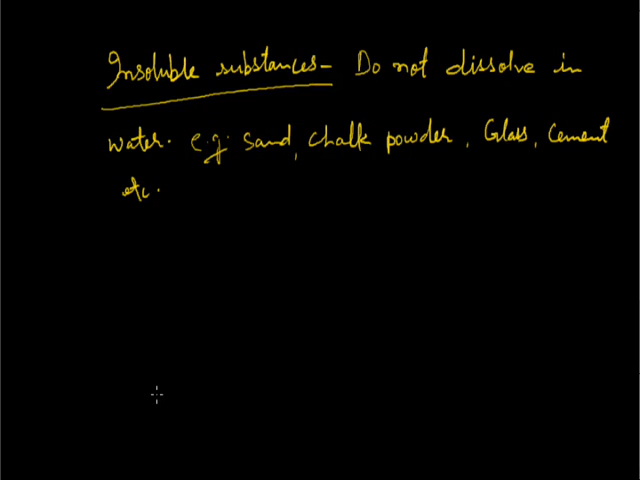 Insoluble substances- Do not dissolve in
water. e.g: sand, chalk powder, Glass, Cement
etc.